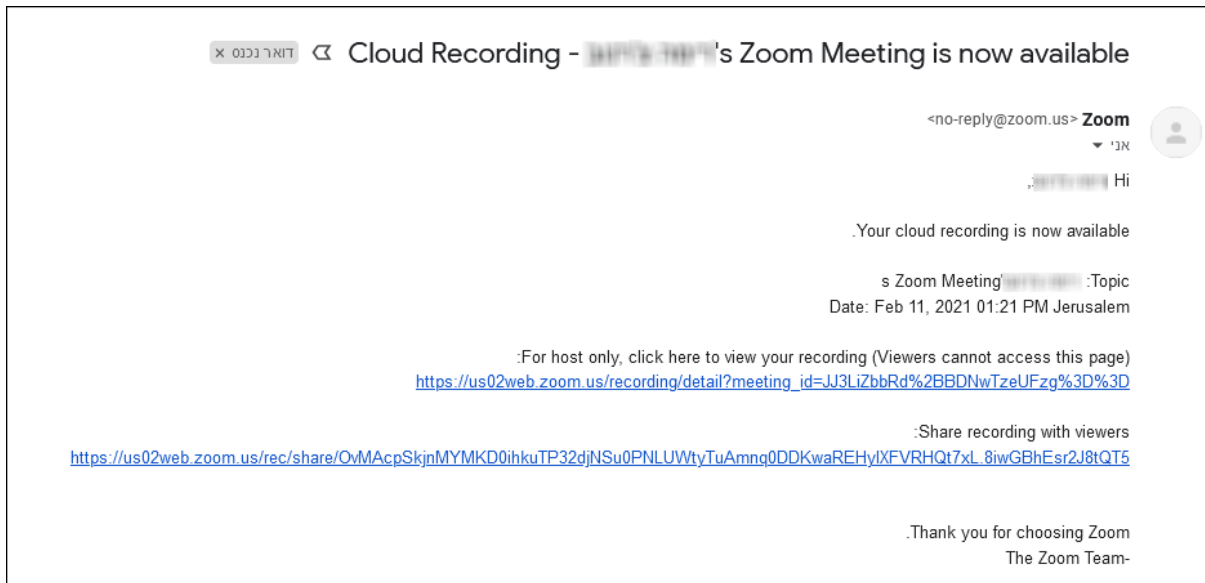 Cloud Recording - 's Zoom Meeting is now available דואר נכנס ×
Zoom <no-reply@zoom.us>
אני
Hi ,
Your cloud recording is now available.
Topic: 's Zoom Meeting
Date: Feb 11, 2021 01:21 PM Jerusalem
For host only, click here to view your recording (Viewers cannot access this page):
https://us02web.zoom.us/recording/detail?meeting_id=JJ3LiZbbRd%2BBDNwTzeUFzg%3D%3D
Share recording with viewers:
https://us02web.zoom.us/rec/share/OvMAcpSkjnMYMKD0ihkuTP32djNSu0PNLUWtyTuAmnq0DDKwaREHylXFVRHQt7xL.8iwGBhEsr2J8tQT5
Thank you for choosing Zoom.
-The Zoom Team